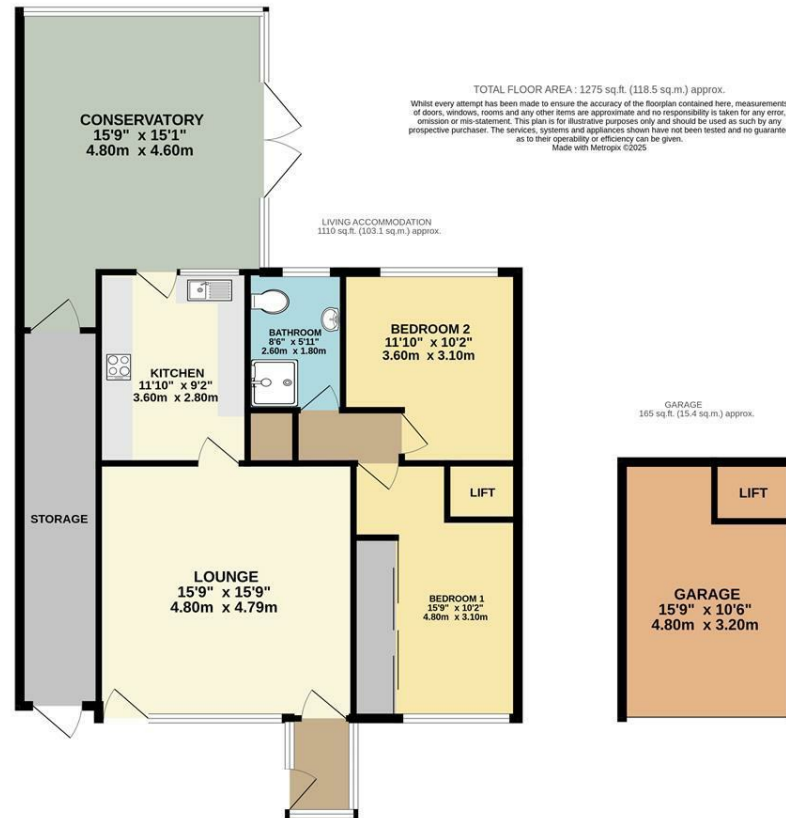 TOTAL FLOOR AREA : 1275 sq.ft. (118.5 sq.m.) approx.
Whilst every attempt has been made to ensure the accuracy of the floorplan contained here, measurements
of doors, windows, rooms and any other items are approximate and no responsibility is taken for any error,
omission or mis-statement. This plan is for illustrative purposes only and should be used as such by any
prospective purchaser. The services, systems and appliances shown have not been tested and no guarantee
as to their operability or efficiency can be given.
Made with Metropix ©2025
CONSERVATORY
15'9" x 15'1"
4.80m x 4.60m
LIVING ACCOMMODATION
1110 sq.ft. (103.1 sq.m.) approx.
KITCHEN
11'10" x 9'2"
3.60m x 2.80m
BATHROOM
8'6" x 5'11"
2.60m x 1.80m
BEDROOM 2
11'10" x 10'2"
3.60m x 3.10m
STORAGE
LOUNGE
15'9" x 15'9"
4.80m x 4.79m
LIFT
BEDROOM 1
15'9" x 10'2"
4.80m x 3.10m
GARAGE
165 sq.ft. (15.4 sq.m.) approx.
LIFT
GARAGE
15'9" x 10'6"
4.80m x 3.20m